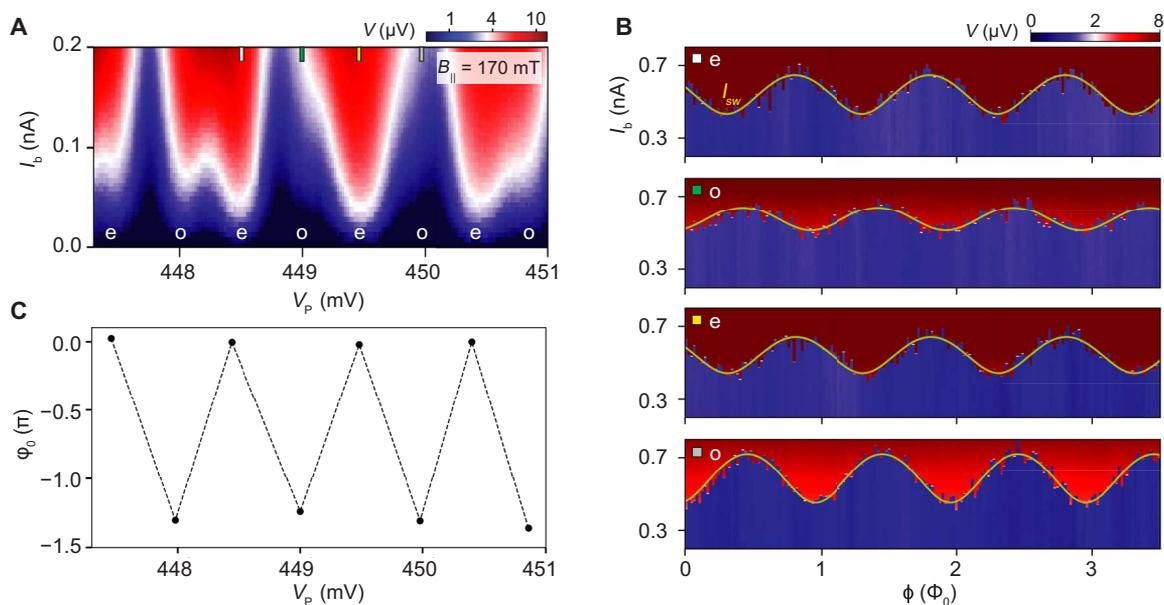 A
V (µV)
1 4 10
0.2
0.1
0.0
I_b (nA)
B_|| = 170 mT
e o e o e o e o
448 449 450 451
V_P (mV)
C
0.0
−0.5
−1.0
−1.5
φ_0 (π)
448 449 450 451
V_P (mV)
B
V (µV)
0 2 8
I_b (nA)
0.7
0.3
e
I_sw
0.7
0.3
o
0.7
0.3
e
0.7
0.3
o
0 1 2 3
ϕ (Φ_0)